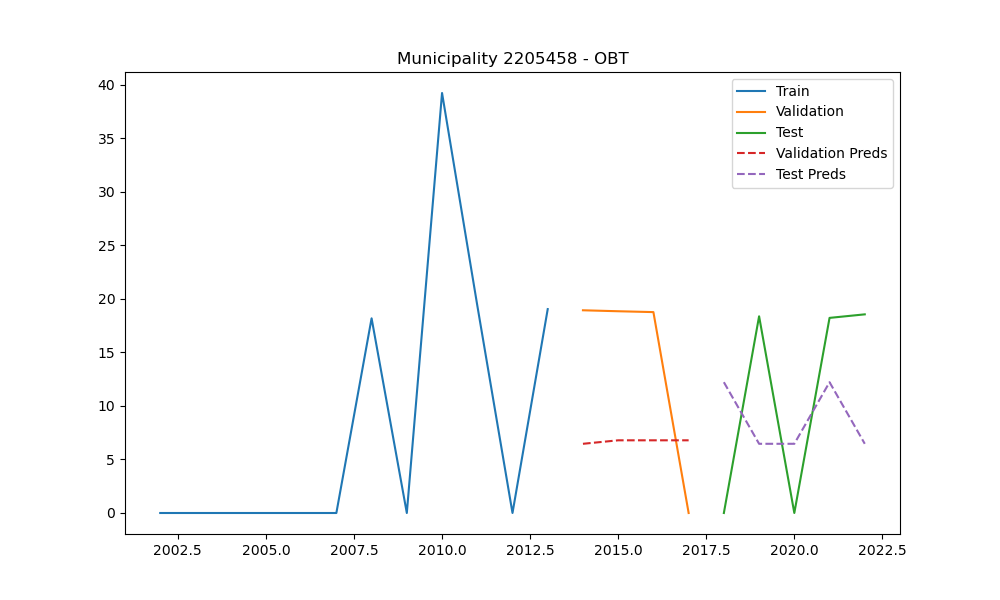 Municipality 2205458 - OBT
Train
Validation
Test
Validation Preds
Test Preds
40
35
30
25
20
15
10
5
0
2002.5 2005.0 2007.5 2010.0 2012.5 2015.0 2017.5 2020.0 2022.5